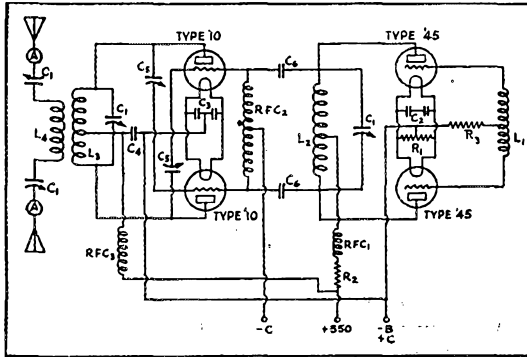 TYPE '10
TYPE '45
A
C1
C5
C3
C6
C2
C1
L4
C1
L3
C4
RFC2
L2
C1
R1
R3
L1
C1
C5
C6
A
TYPE '10
TYPE '45
RFC3
RFC1
R2
-C
+550
-B
+C